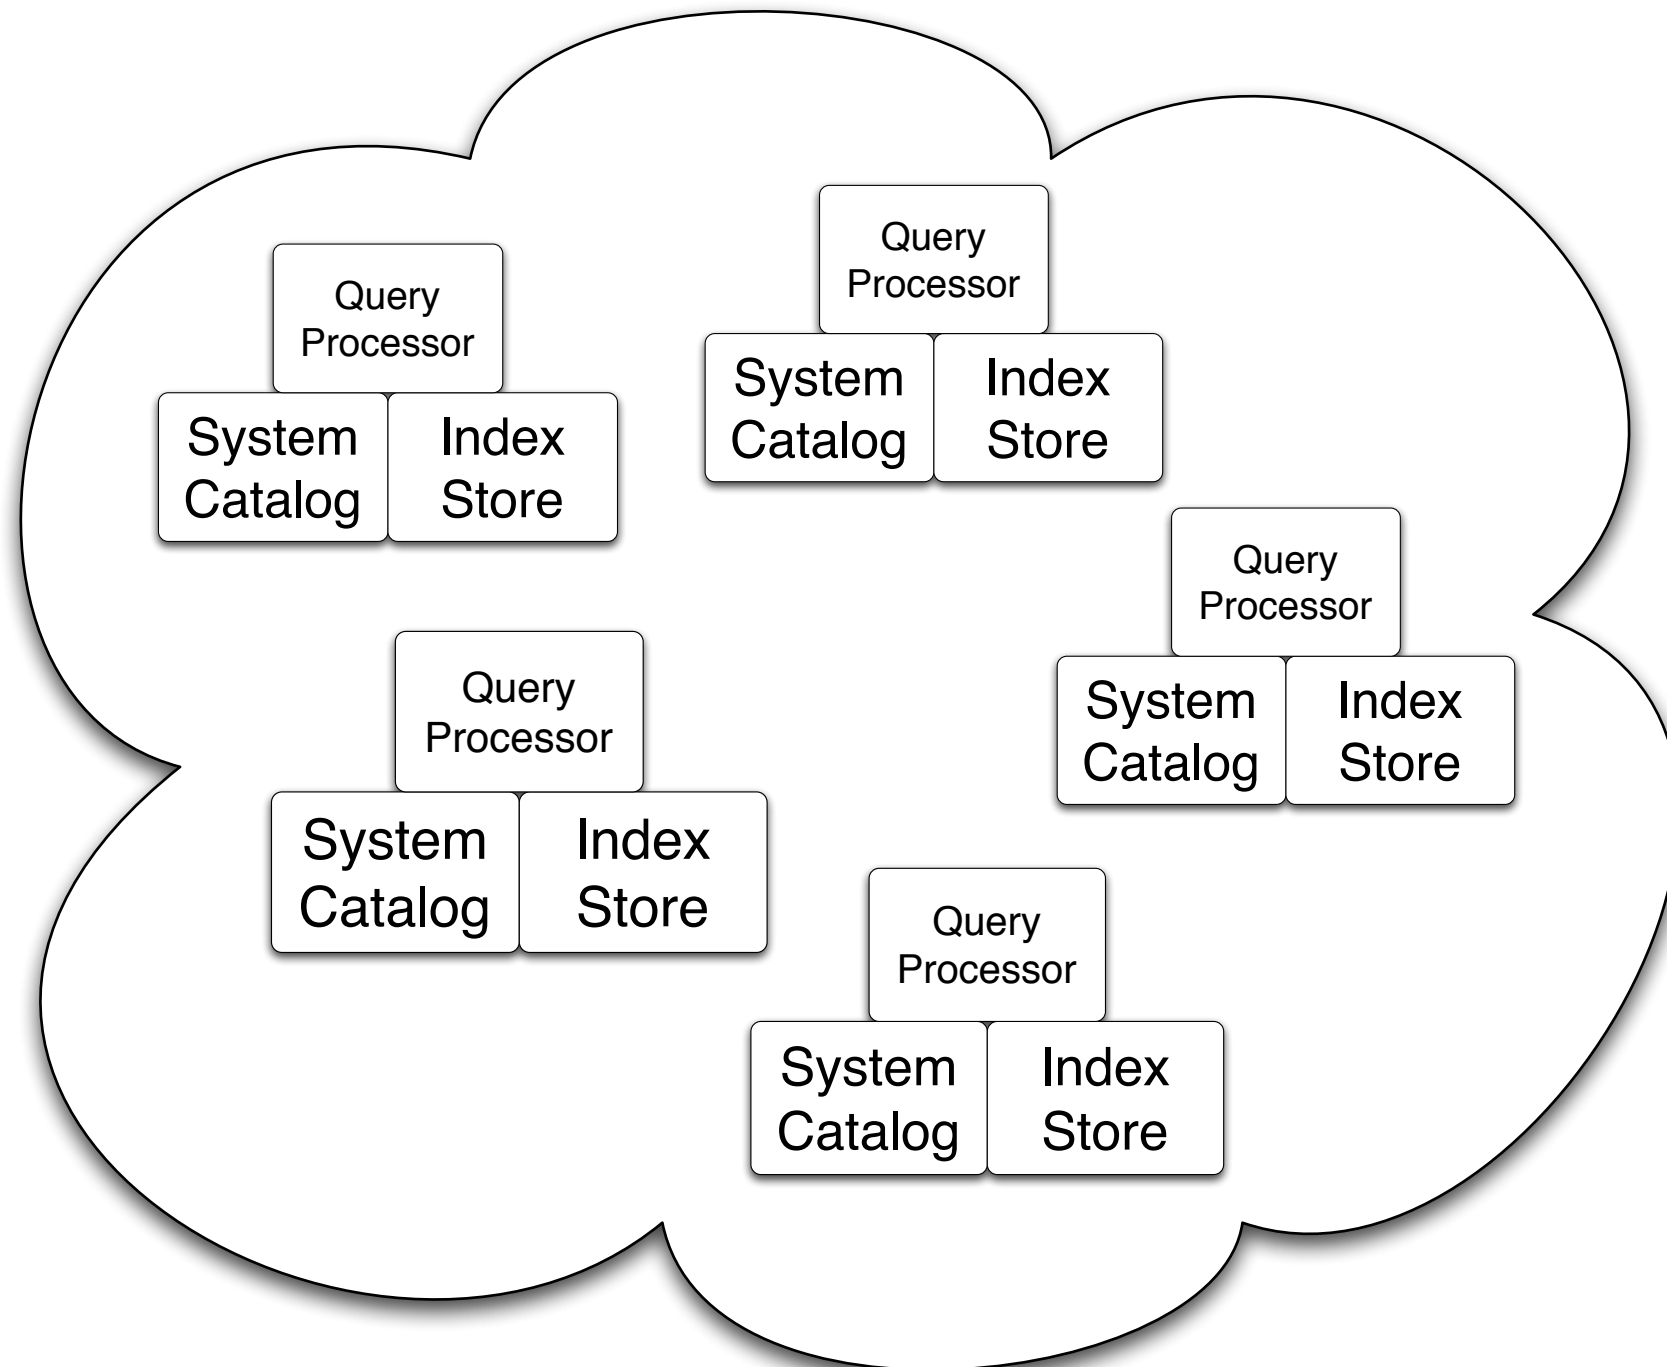 Query
Processor
System
Catalog
Index
Store
Query
Processor
System
Catalog
Index
Store
Query
Processor
System
Catalog
Index
Store
Query
Processor
System
Catalog
Index
Store
Query
Processor
System
Catalog
Index
Store